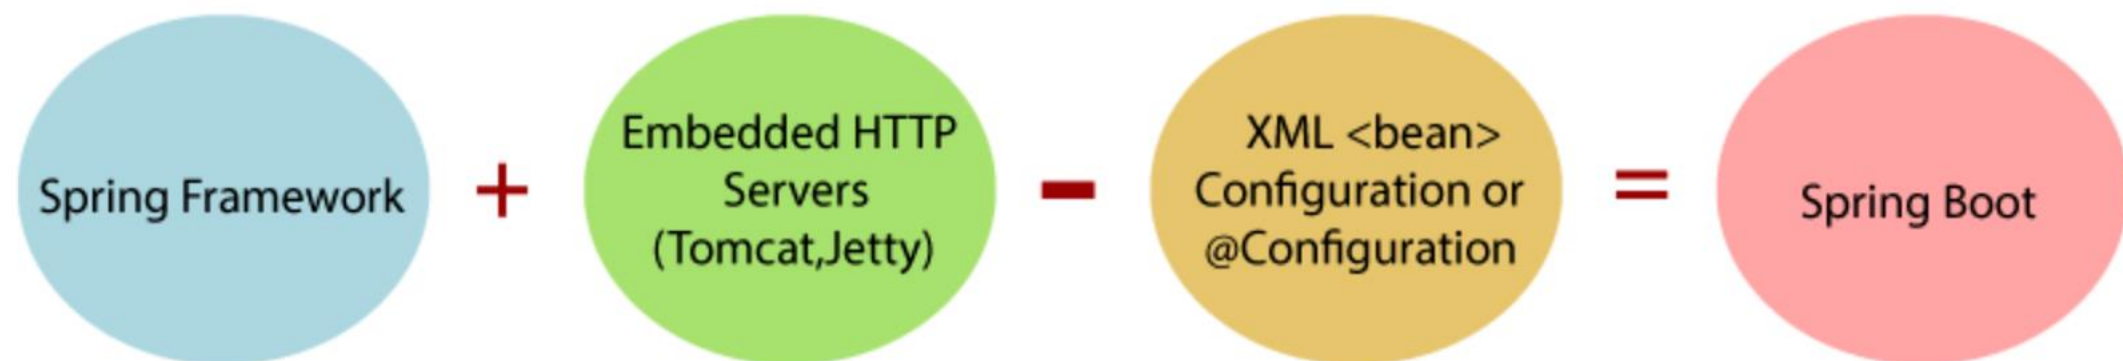 Spring Framework
+
Embedded HTTP
Servers
(Tomcat,Jetty)
-
XML <bean>
Configuration or
@Configuration
=
Spring Boot